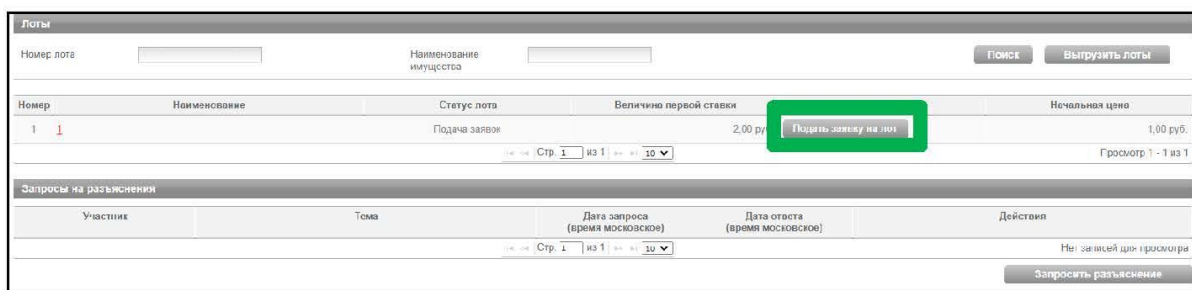 Лоты
Номер лота Наименование имущества Поиск Выгрузить лоты
Номер Наименование Статус лота Величина первой ставки Начальная цена
1 1 Подача заявок 2,00 ру Подать заявку на лот 1,00 руб.
Стр. 1 из 1 10 Просмотр 1 - 1 из 1
Запросы на разъяснения
Участник Тема Дата запроса (время московское) Дата ответа (время московское) Действия
Стр. 1 из 1 10 Нет записей для просмотра
Запросить разъяснение